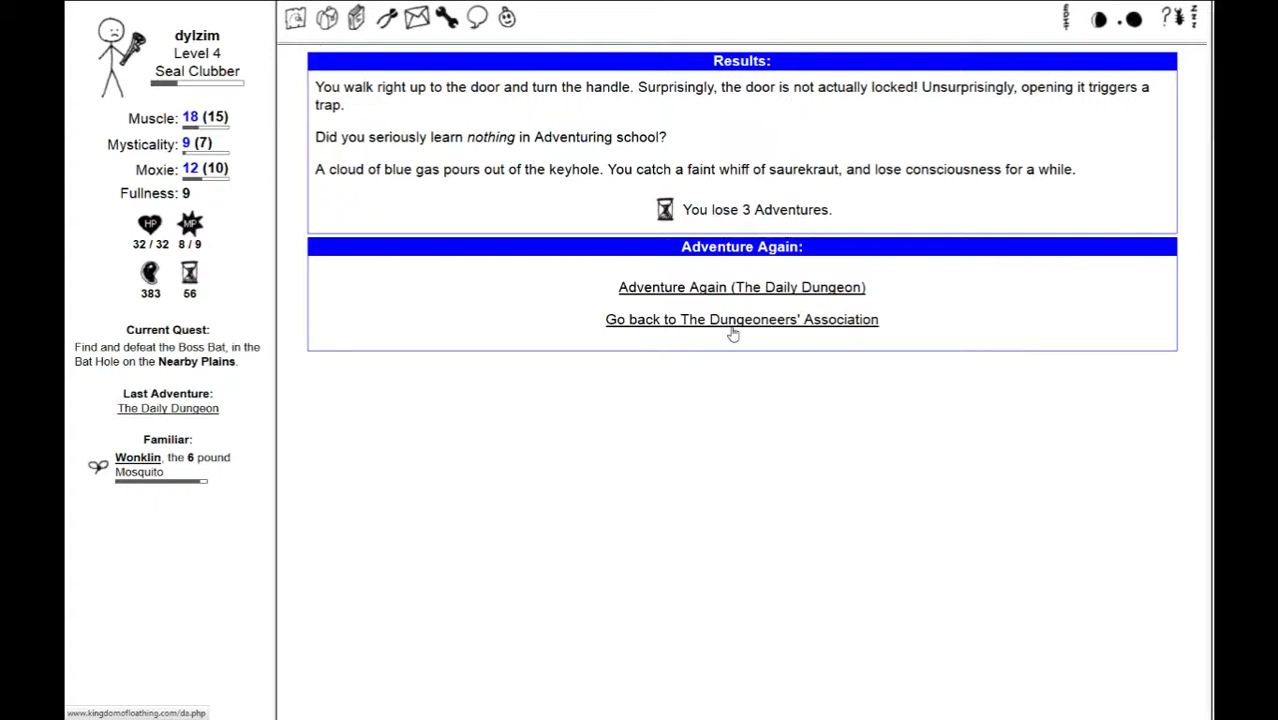 dylzim
Level 4
Seal Clubber
Muscle: 18 (15)
Mysticality: 9 (7)
Moxie: 12 (10)
Fullness: 9
HP
MP
32 / 32
8 / 9
383
56
Current Quest:
Find and defeat the Boss Bat, in the
Bat Hole on the Nearby Plains.
Last Adventure:
The Daily Dungeon
Familiar:
Wonklin, the 6 pound
Mosquito
www.kingdomofloathing.com/da.php
Results:
You walk right up to the door and turn the handle. Surprisingly, the door is not actually locked! Unsurprisingly, opening it triggers a
trap.
Did you seriously learn nothing in Adventuring school?
A cloud of blue gas pours out of the keyhole. You catch a faint whiff of saurekraut, and lose consciousness for a while.
You lose 3 Adventures.
Adventure Again:
Adventure Again (The Daily Dungeon)
Go back to The Dungeoneers' Association